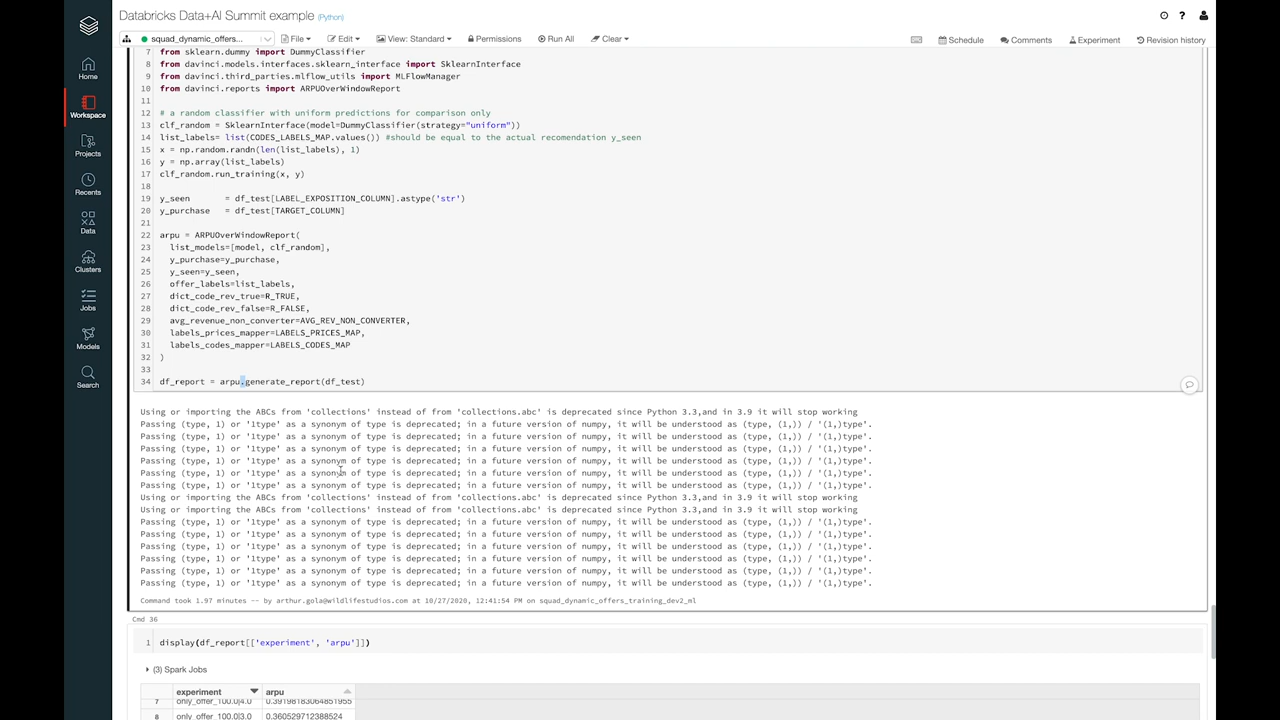 Databricks Data+AI Summit example (Python)
squad_dynamic_offers... File Edit View: Standard Permissions Run All Clear Schedule Comments Experiment Revision history
Home
Workspace
Projects
Recents
Data
Clusters
Jobs
Models
Search
7 from sklearn.dummy import DummyClassifier
8 from davinci.models.interfaces.sklearn_interface import SklearnInterface
9 from davinci.third_parties.mlflow_utils import MLFlowManager
10 from davinci.reports import ARPUOverWindowReport
11
12 # a random classifier with uniform predictions for comparison only
13 clf_random = SklearnInterface(model=DummyClassifier(strategy="uniform"))
14 list_labels= list(CODES_LABELS_MAP.values()) #should be equal to the actual recomendation y_seen
15 x = np.random.randn(len(list_labels), 1)
16 y = np.array(list_labels)
17 clf_random.run_training(x, y)
18
19 y_seen = df_test[LABEL_EXPOSITION_COLUMN].astype('str')
20 y_purchase = df_test[TARGET_COLUMN]
21
22 arpu = ARPUOverWindowReport(
23 list_models=[model, clf_random],
24 y_purchase=y_purchase,
25 y_seen=y_seen,
26 offer_labels=list_labels,
27 dict_code_rev_true=R_TRUE,
28 dict_code_rev_false=R_FALSE,
29 avg_revenue_non_converter=AVG_REV_NON_CONVERTER,
30 labels_prices_mapper=LABELS_PRICES_MAP,
31 labels_codes_mapper=LABELS_CODES_MAP
32 )
33
34 df_report = arpu.generate_report(df_test)
Using or importing the ABCs from 'collections' instead of from 'collections.abc' is deprecated since Python 3.3,and in 3.9 it will stop working
Passing (type, 1) or '1type' as a synonym of type is deprecated; in a future version of numpy, it will be understood as (type, (1,)) / '(1,)type'.
Passing (type, 1) or '1type' as a synonym of type is deprecated; in a future version of numpy, it will be understood as (type, (1,)) / '(1,)type'.
Passing (type, 1) or '1type' as a synonym of type is deprecated; in a future version of numpy, it will be understood as (type, (1,)) / '(1,)type'.
Passing (type, 1) or '1type' as a synonym of type is deprecated; in a future version of numpy, it will be understood as (type, (1,)) / '(1,)type'.
Passing (type, 1) or '1type' as a synonym of type is deprecated; in a future version of numpy, it will be understood as (type, (1,)) / '(1,)type'.
Passing (type, 1) or '1type' as a synonym of type is deprecated; in a future version of numpy, it will be understood as (type, (1,)) / '(1,)type'.
Using or importing the ABCs from 'collections' instead of from 'collections.abc' is deprecated since Python 3.3,and in 3.9 it will stop working
Using or importing the ABCs from 'collections' instead of from 'collections.abc' is deprecated since Python 3.3,and in 3.9 it will stop working
Passing (type, 1) or '1type' as a synonym of type is deprecated; in a future version of numpy, it will be understood as (type, (1,)) / '(1,)type'.
Passing (type, 1) or '1type' as a synonym of type is deprecated; in a future version of numpy, it will be understood as (type, (1,)) / '(1,)type'.
Passing (type, 1) or '1type' as a synonym of type is deprecated; in a future version of numpy, it will be understood as (type, (1,)) / '(1,)type'.
Passing (type, 1) or '1type' as a synonym of type is deprecated; in a future version of numpy, it will be understood as (type, (1,)) / '(1,)type'.
Passing (type, 1) or '1type' as a synonym of type is deprecated; in a future version of numpy, it will be understood as (type, (1,)) / '(1,)type'.
Passing (type, 1) or '1type' as a synonym of type is deprecated; in a future version of numpy, it will be understood as (type, (1,)) / '(1,)type'.
Command took 1.97 minutes -- by arthur.gola@wildlifestudios.com at 10/27/2020, 12:41:54 PM on squad_dynamic_offers_training_dev2_ml
Cmd 36
1 display(df_report[['experiment', 'arpu']])
(3) Spark Jobs
experiment arpu
7 only_offer_100.0|4.0 0.39198183064851955
8 only_offer_100.0|3.0 0.360529712388524